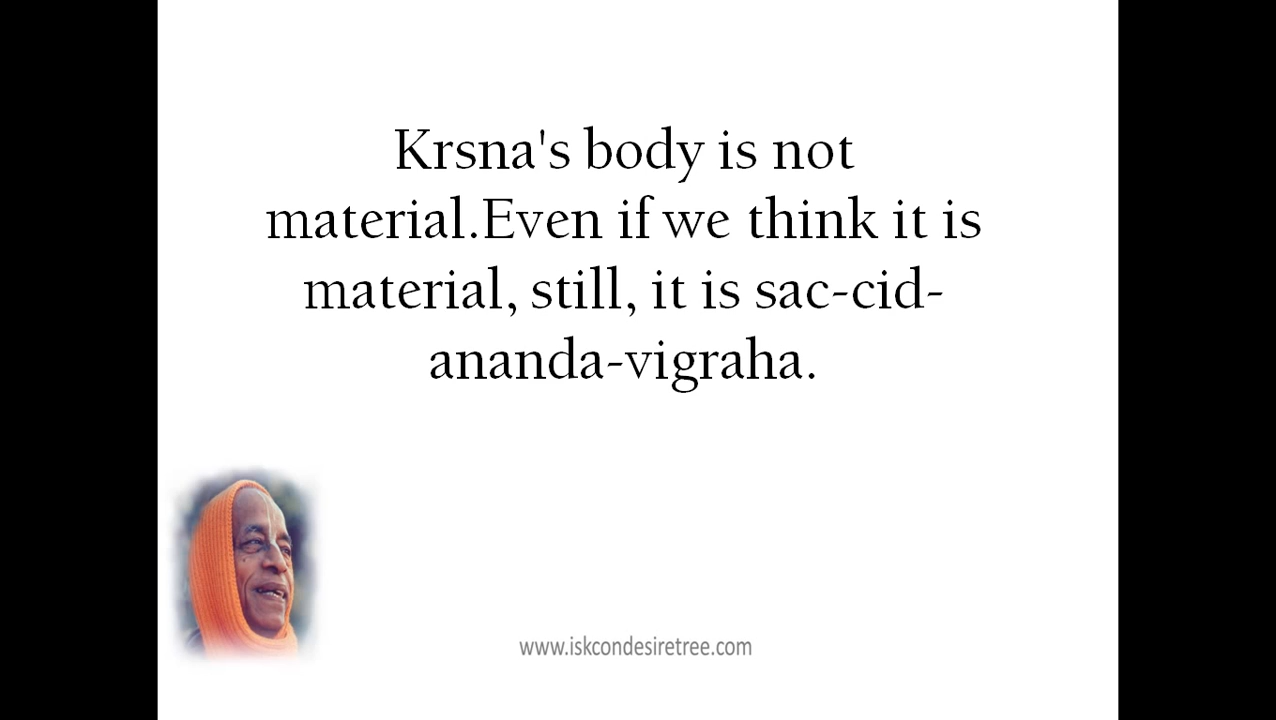 Krsna's body is not
material.Even if we think it is
material, still, it is sac-cid-
ananda-vigraha.
www.iskcondesiretree.com